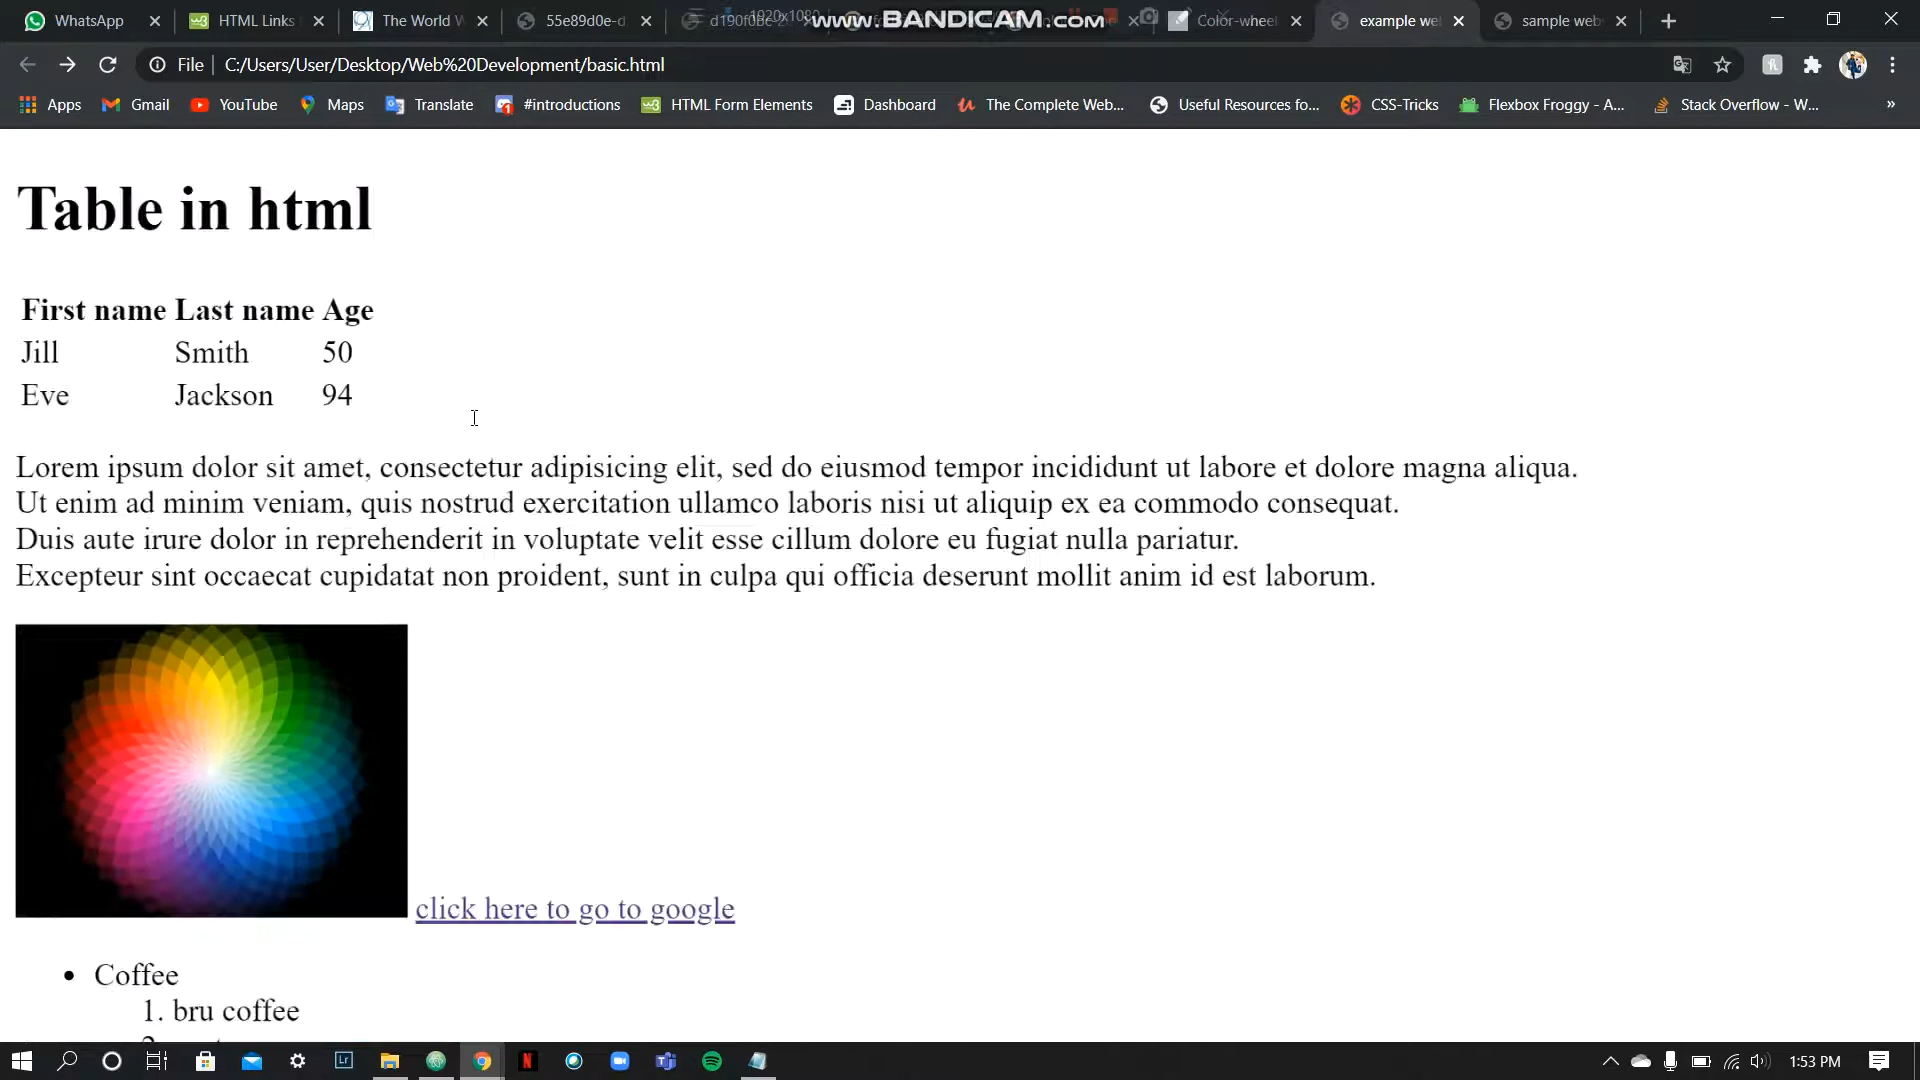 WhatsApp HTML Links The World W 55e89d0e-d d190f0be-2 1920x1080 www.BANDICAM.com Color-whee example we sample web
File C:/Users/User/Desktop/Web%20Development/basic.html
Apps Gmail YouTube Maps Translate #introductions HTML Form Elements Dashboard The Complete Web... Useful Resources fo... CSS-Tricks Flexbox Froggy - A... Stack Overflow - W... »
Table in html
First name Last name Age
Jill Smith 50
Eve Jackson 94
Lorem ipsum dolor sit amet, consectetur adipisicing elit, sed do eiusmod tempor incididunt ut labore et dolore magna aliqua.
Ut enim ad minim veniam, quis nostrud exercitation ullamco laboris nisi ut aliquip ex ea commodo consequat.
Duis aute irure dolor in reprehenderit in voluptate velit esse cillum dolore eu fugiat nulla pariatur.
Excepteur sint occaecat cupidatat non proident, sunt in culpa qui officia deserunt mollit anim id est laborum.
click here to go to google
• Coffee
1. bru coffee
1:53 PM